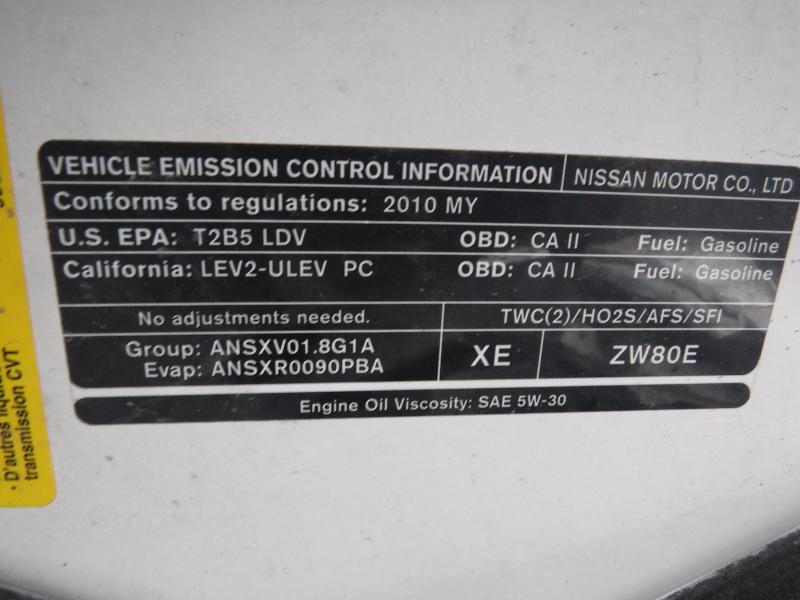 VEHICLE EMISSION CONTROL INFORMATION NISSAN MOTOR CO., LTD
Conforms to regulations: 2010 MY
U.S. EPA: T2B5 LDV OBD: CA II Fuel: Gasoline
California: LEV2-ULEV PC OBD: CA II Fuel: Gasoline
No adjustments needed. TWC(2)/HO2S/AFS/SFI
Group: ANSXV01.8G1A XE ZW80E
Evap: ANSXR0090PBA
Engine Oil Viscosity: SAE 5W-30
• D'autres
transmission CVT